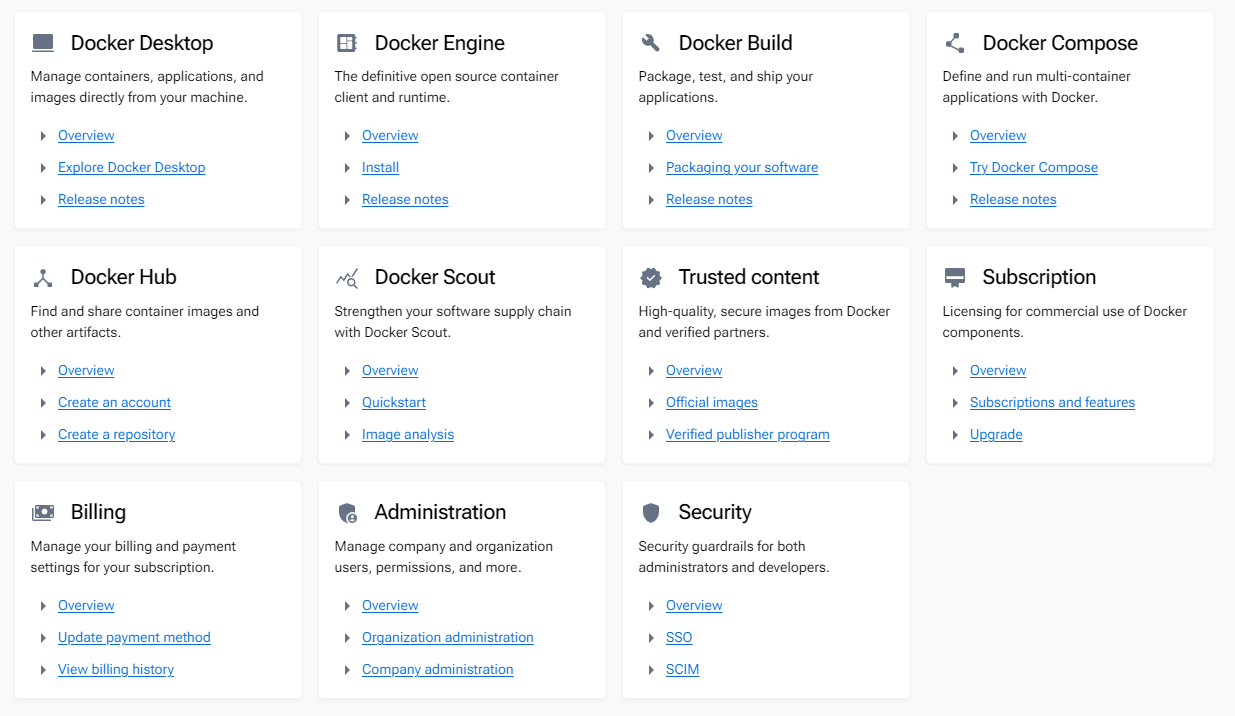 Docker Desktop
Manage containers, applications, and
images directly from your machine.
Overview
Explore Docker Desktop
Release notes
Docker Engine
The definitive open source container
client and runtime.
Overview
Install
Release notes
Docker Build
Package, test, and ship your
applications.
Overview
Packaging your software
Release notes
Docker Compose
Define and run multi-container
applications with Docker.
Overview
Try Docker Compose
Release notes
Docker Hub
Find and share container images and
other artifacts.
Overview
Create an account
Create a repository
Docker Scout
Strengthen your software supply chain
with Docker Scout.
Overview
Quickstart
Image analysis
Trusted content
High-quality, secure images from Docker
and verified partners.
Overview
Official images
Verified publisher program
Subscription
Licensing for commercial use of Docker
components.
Overview
Subscriptions and features
Upgrade
Billing
Manage your billing and payment
settings for your subscription.
Overview
Update payment method
View billing history
Administration
Manage company and organization
users, permissions, and more.
Overview
Organization administration
Company administration
Security
Security guardrails for both
administrators and developers.
Overview
SSO
SCIM